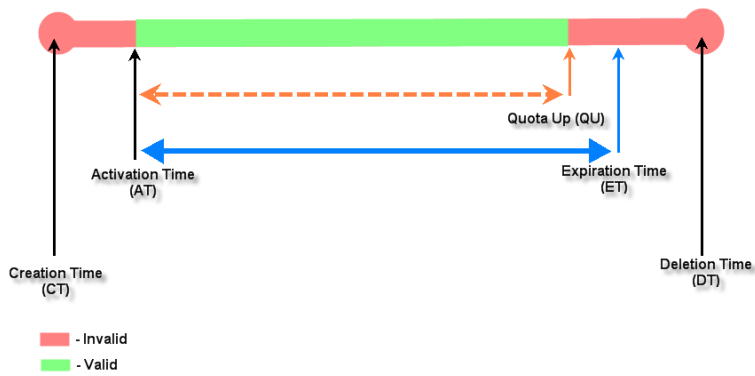 Quota Up (QU)
Activation Time
(AT)
Expiration Time
(ET)
Creation Time
(CT)
Deletion Time
(DT)
- Invalid
- Valid